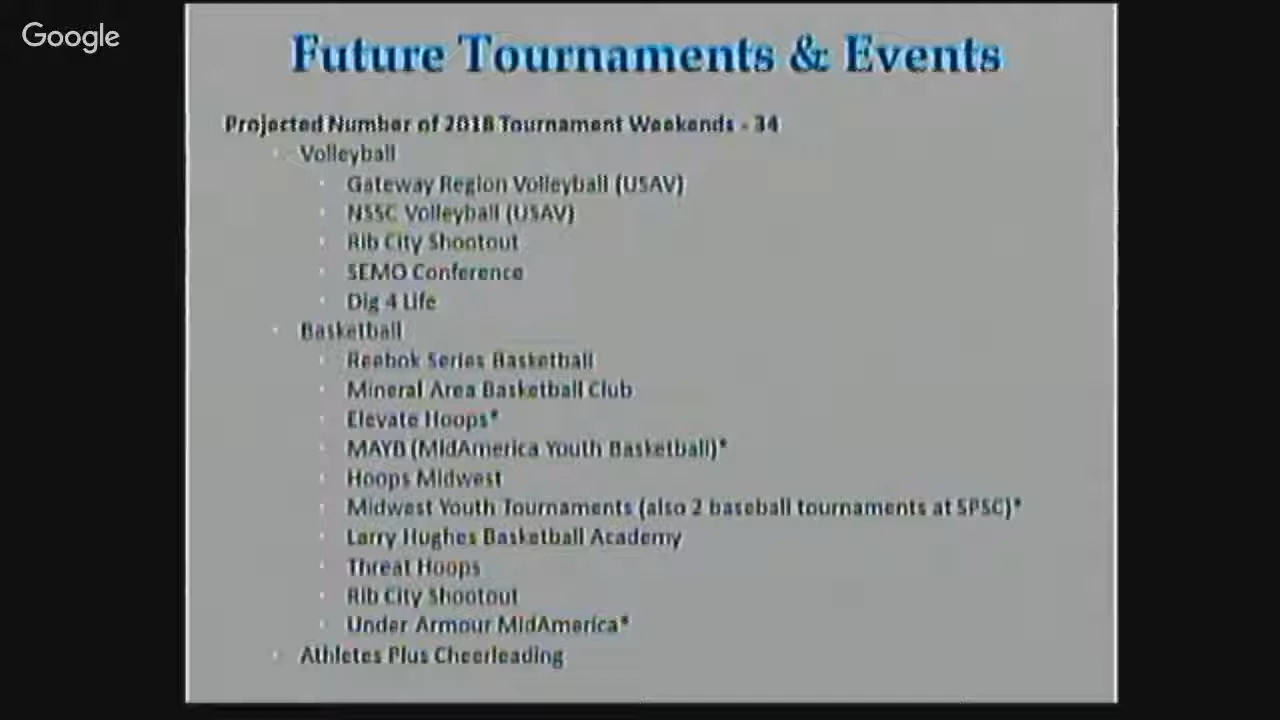 Google
Future Tournaments & Events
Projected Number of 2018 Tournament Weekends - 34
Volleyball
Gateway Region Volleyball (USAV)
NSSC Volleyball (USAV)
Rib City Shootout
SEMO Conference
Dig 4 Life
Basketball
Reebok Series Basketball
Mineral Area Basketball Club
Elevate Hoops*
MAYB (MidAmerica Youth Basketball)*
Hoops Midwest
Midwest Youth Tournaments (also 2 baseball tournaments at SPSC)*
Larry Hughes Basketball Academy
Threat Hoops
Rib City Shootout
Under Armour MidAmerica*
Athletes Plus Cheerleading